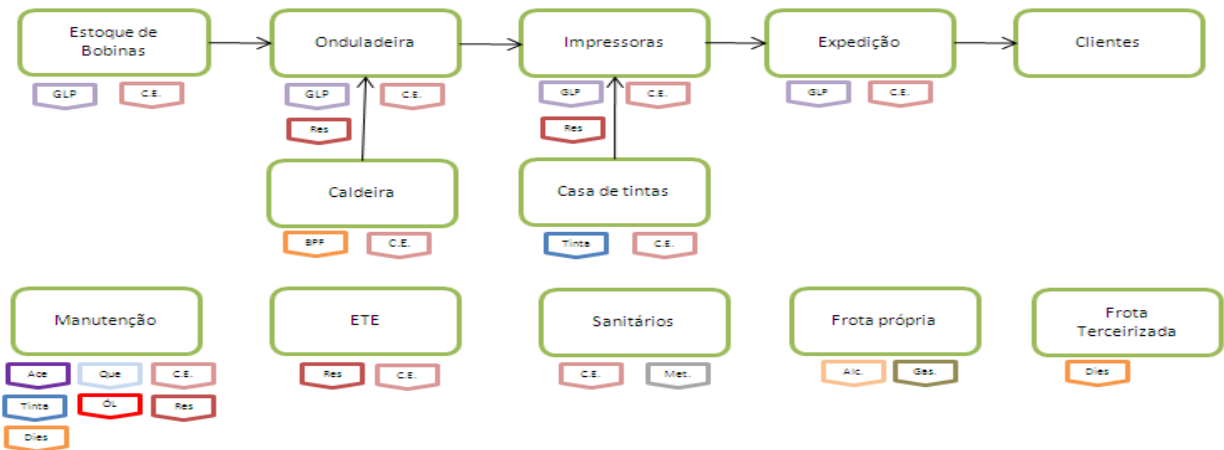 Estoque de
Bobinas
Onduladeira
Impressoras
Expedição
Clientes
GLP
C.E.
GLP
C.E.
GLP
C.E.
GLP
C.E.
Res
Res
Caldeira
Casa de tintas
BPF
C.E.
Tinta
C.E.
Manutenção
ETE
Sanitários
Frota própria
Frota
Terceirizada
Ace
Que
C.E.
Res
C.E.
C.E.
Met.
Alc.
Gas.
Dies
Tinta
ÓL
Res
Dies